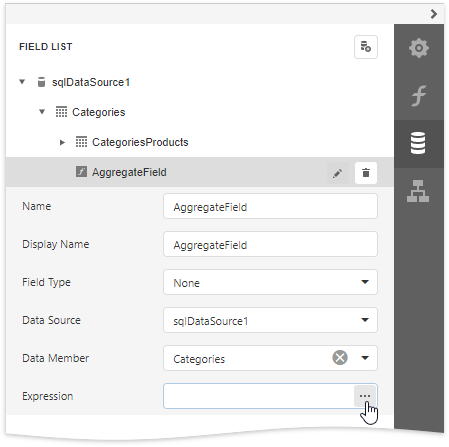 FIELD LIST
sqlDataSource1
Categories
CategoriesProducts
AggregateField
Name AggregateField
Display Name AggregateField
Field Type None
Data Source sqlDataSource1
Data Member Categories
Expression